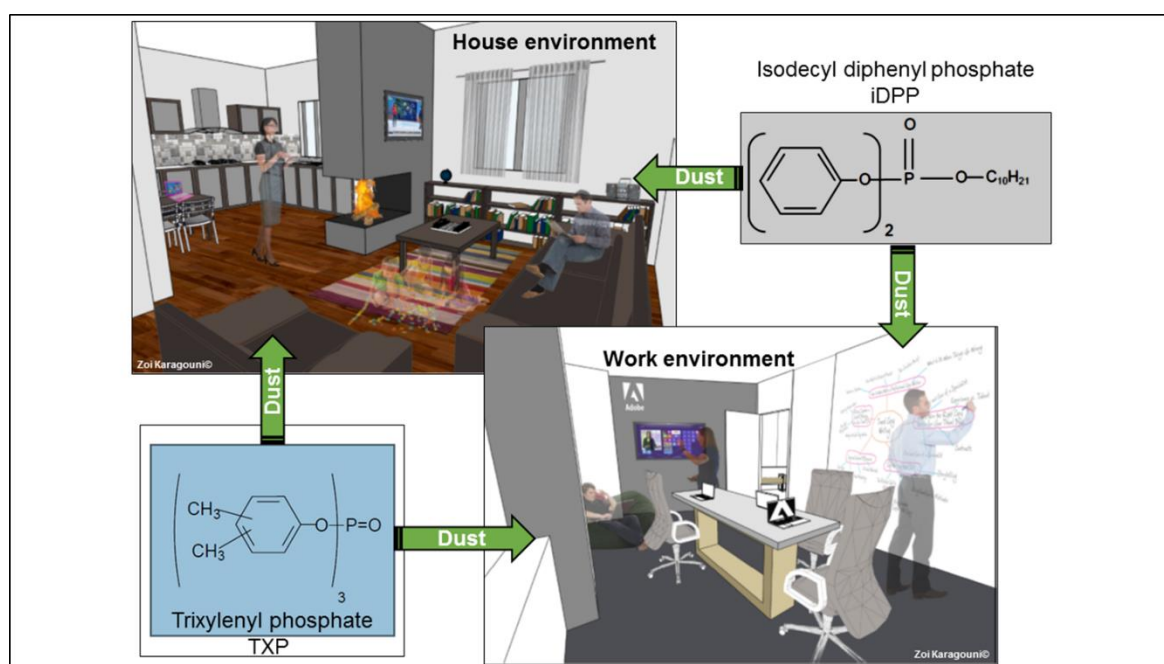 House environment
Isodecyl diphenyl phosphate
iDPP
O
O
P
O
C10H21
2
Dust
Dust
Zoi Karagouni©
Work environment
Adobe
Dust
CH3
CH3
O
P=O
3
Trixylenyl phosphate
TXP
Dust
Zoi Karagouni©